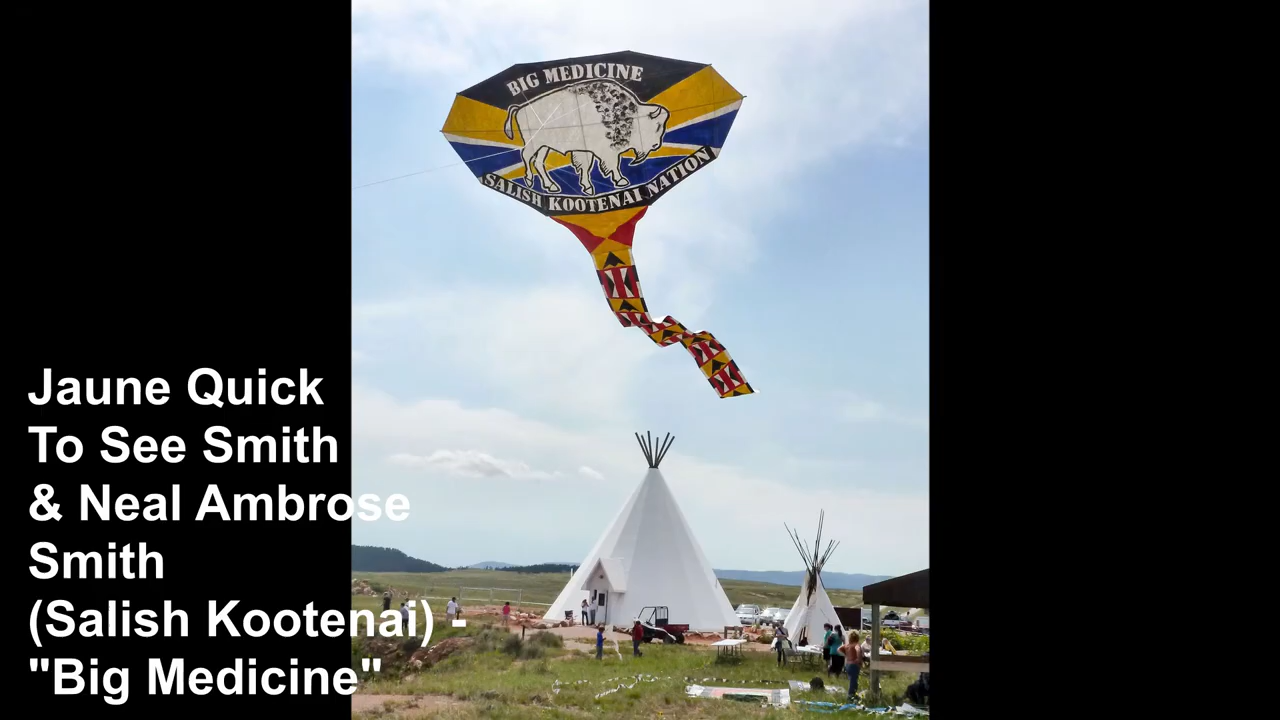 BIG MEDICINE
SALISH KOOTENAI NATION
Jaune Quick
To See Smith
& Neal Ambrose
Smith
(Salish Kootenai) -
"Big Medicine"